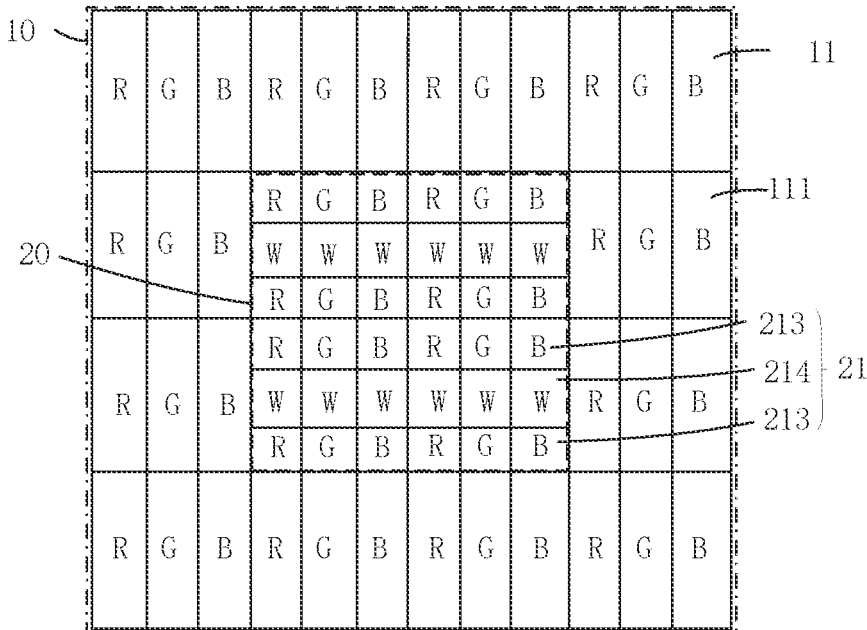 10
R G B R G B R G B R G B 11
R G B R G B 111
R G B R G B
W W W W W W
20
R G B R G B
R G B R G B 213
R G B W W W W W W R G B 214 21
R G B R G B 213
R G B R G B R G B R G B